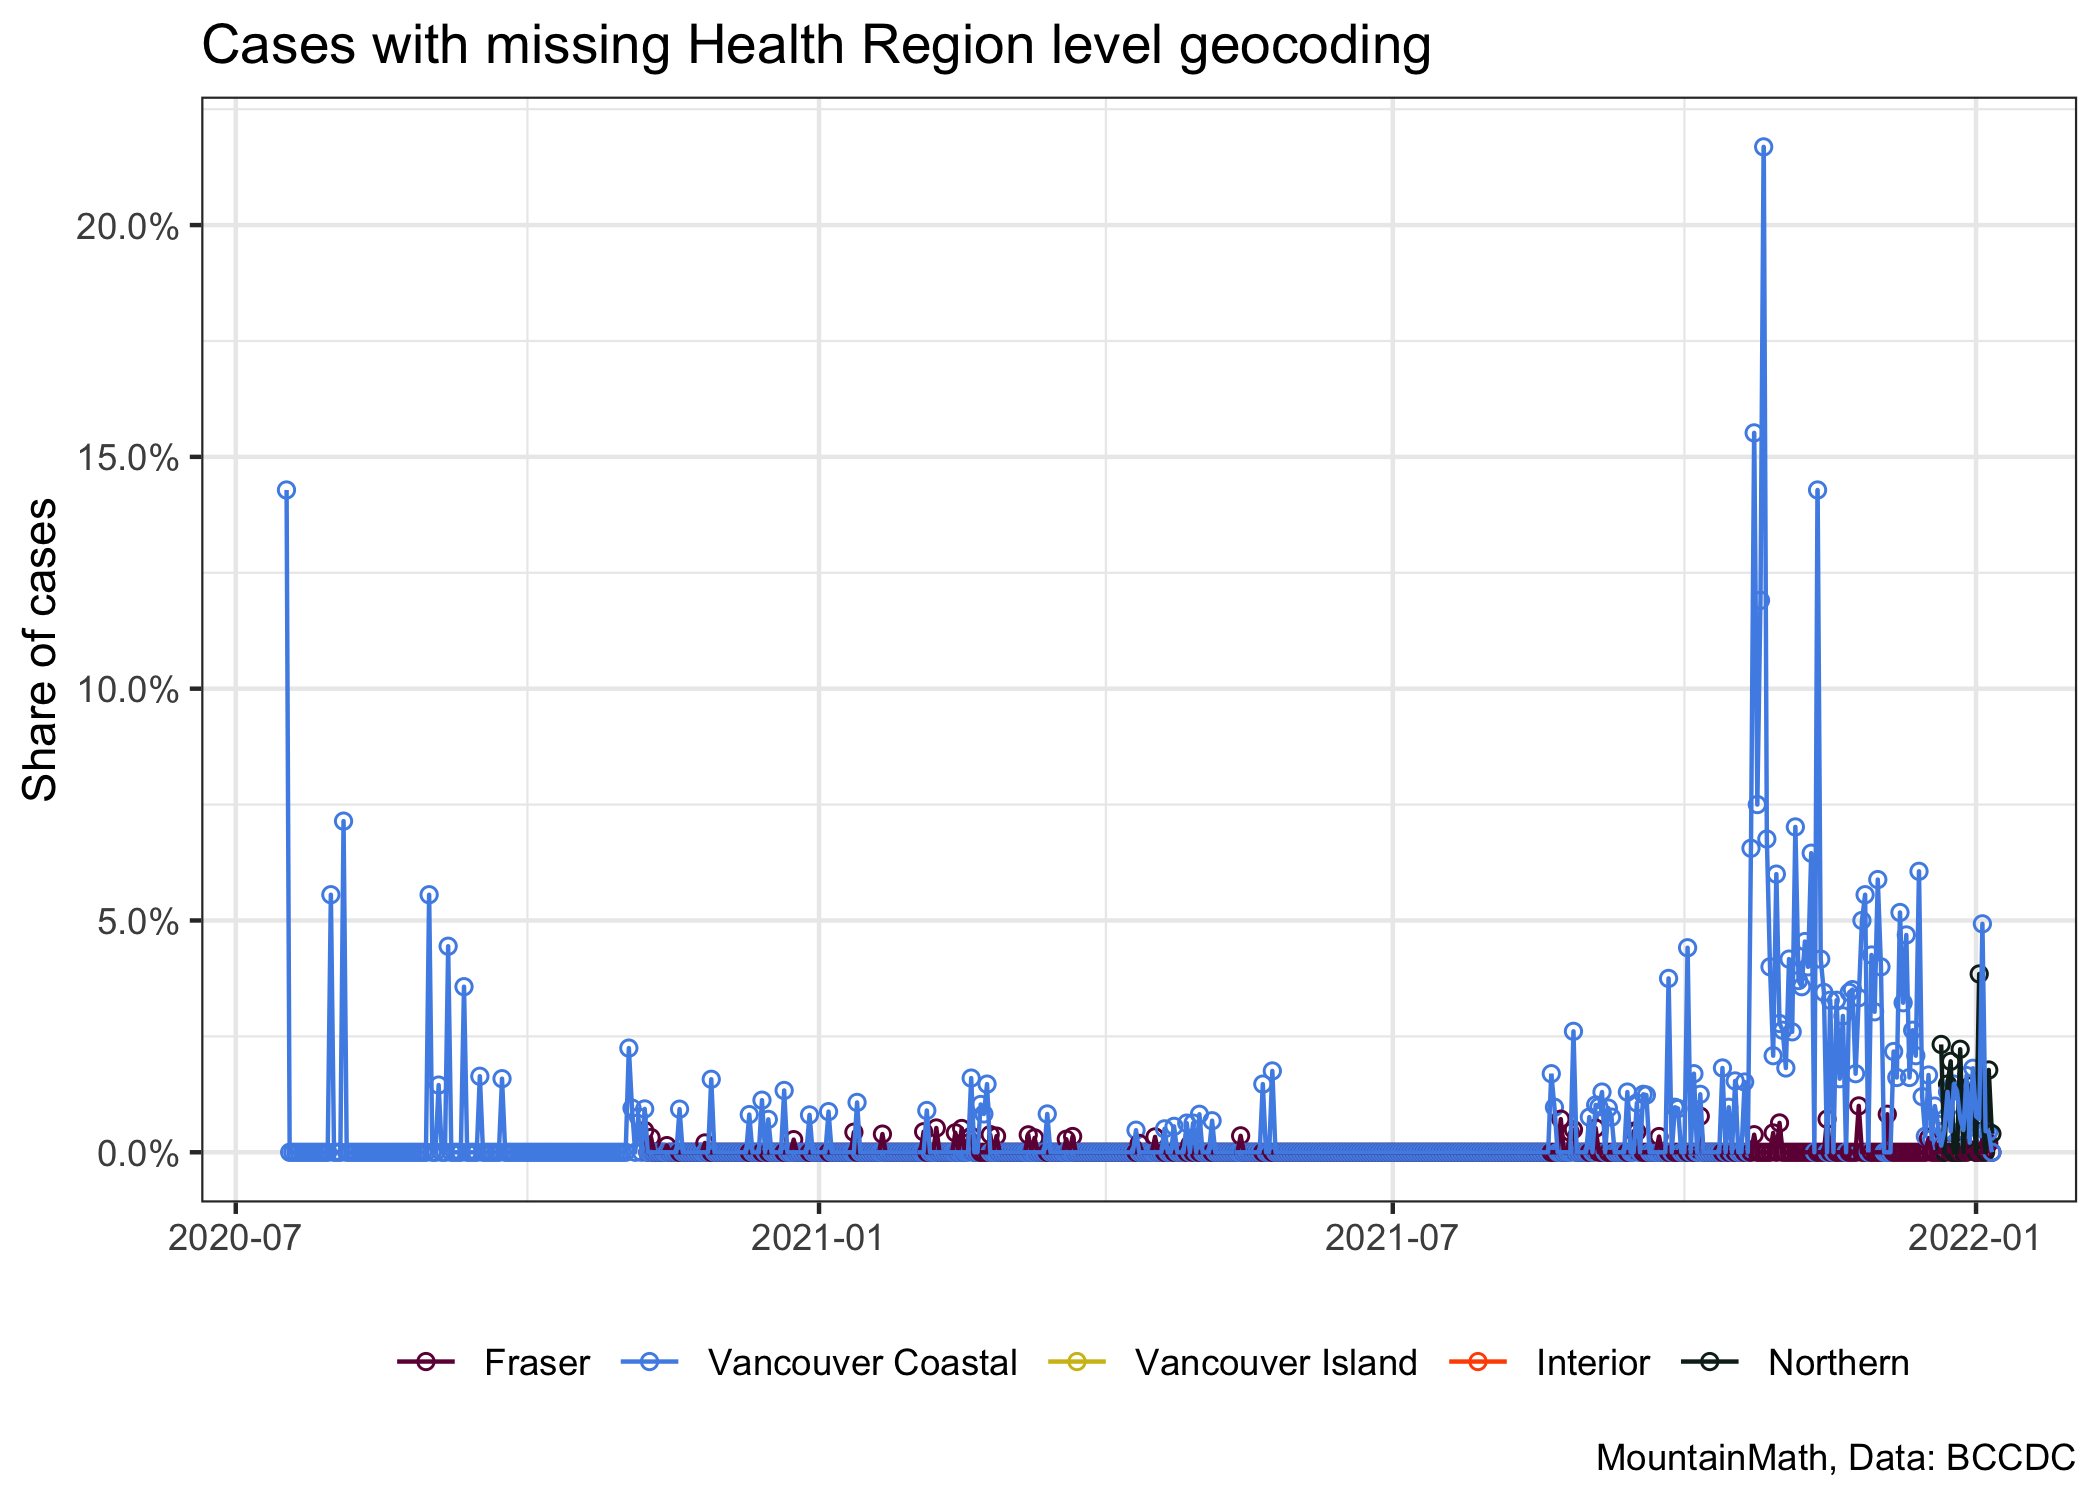 Cases with missing Health Region level geocoding
Share of cases
20.0%
15.0%
10.0%
5.0%
0.0%
2020-07 2021-01 2021-07 2022-01
Fraser Vancouver Coastal Vancouver Island Interior Northern
MountainMath, Data: BCCDC